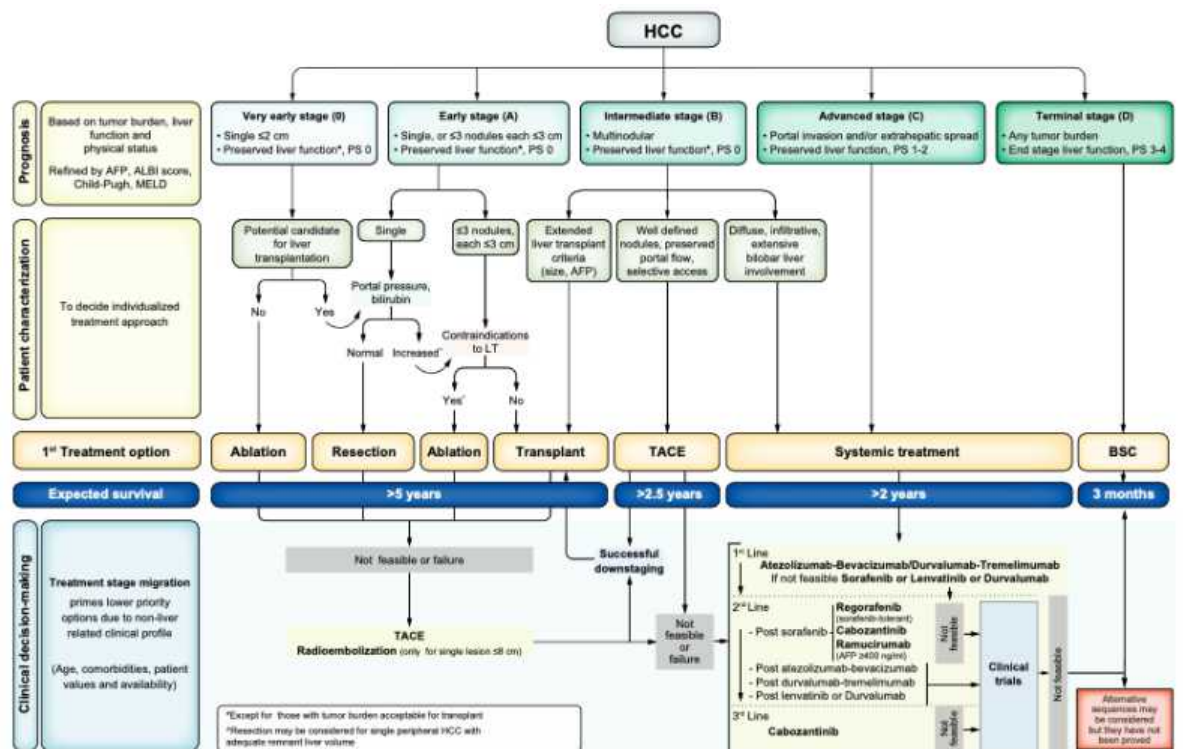 HCC
Prognosis
Based on tumor burden, liver
function and
physical status
Refined by AFP, ALBI score,
Child-Pugh, MELD
Very early stage (0)
• Single ≤2 cm
• Preserved liver function*, PS 0
Early stage (A)
• Single, or ≤3 nodules each ≤3 cm
• Preserved liver function*, PS 0
Intermediate stage (B)
• Multinodular
• Preserved liver function*, PS 0
Advanced stage (C)
• Portal invasion and/or extrahepatic spread
• Preserved liver function, PS 1-2
Terminal stage (D)
• Any tumor burden
• End stage liver function, PS 3-4
Patient characterization
To decide individualized
treatment approach
Potential candidate
for liver
transplantation
Single
≤3 nodules,
each ≤3 cm
Extended
liver transplant
criteria
(size, AFP)
Well defined
nodules, preserved
portal flow,
selective access
Diffuse, infiltrative,
extensive
bilobar liver
involvement
No
Yes
Portal pressure,
bilirubin
Normal
Increased^
Contraindications
to LT
Yes^
No
1st Treatment option
Ablation
Resection
Ablation
Transplant
TACE
Systemic treatment
BSC
Expected survival
>5 years
>2.5 years
>2 years
3 months
Clinical decision-making
Treatment stage migration
primes lower priority
options due to non-liver
related clinical profile
(Age, comorbidities, patient
values and availability)
Not feasible or failure
Successful
downstaging
TACE
Radioembolization (only for single lesion ≤8 cm)
Not
feasible
or
failure
1st Line
Atezolizumab-Bevacizumab/Durvalumab-Tremelimumab
If not feasible Sorafenib or Lenvatinib or Durvalumab
2nd Line
- Post sorafenib
Regorafenib
(sorafenib-tolerant)
Cabozantinib
Ramucirumab
(AFP ≥400 ng/ml)
- Post atezolizumab-bevacizumab
- Post durvalumab-tremelimumab
- Post lenvatinib or Durvalumab
3rd Line
Cabozantinib
Not
feasible
Not
feasible
Clinical
trials
Not feasible
Alternative
sequences may
be considered
but they have not
been proved
*Except for those with tumor burden acceptable for transplant
^Resection may be considered for single peripheral HCC with
adequate remnant liver volume